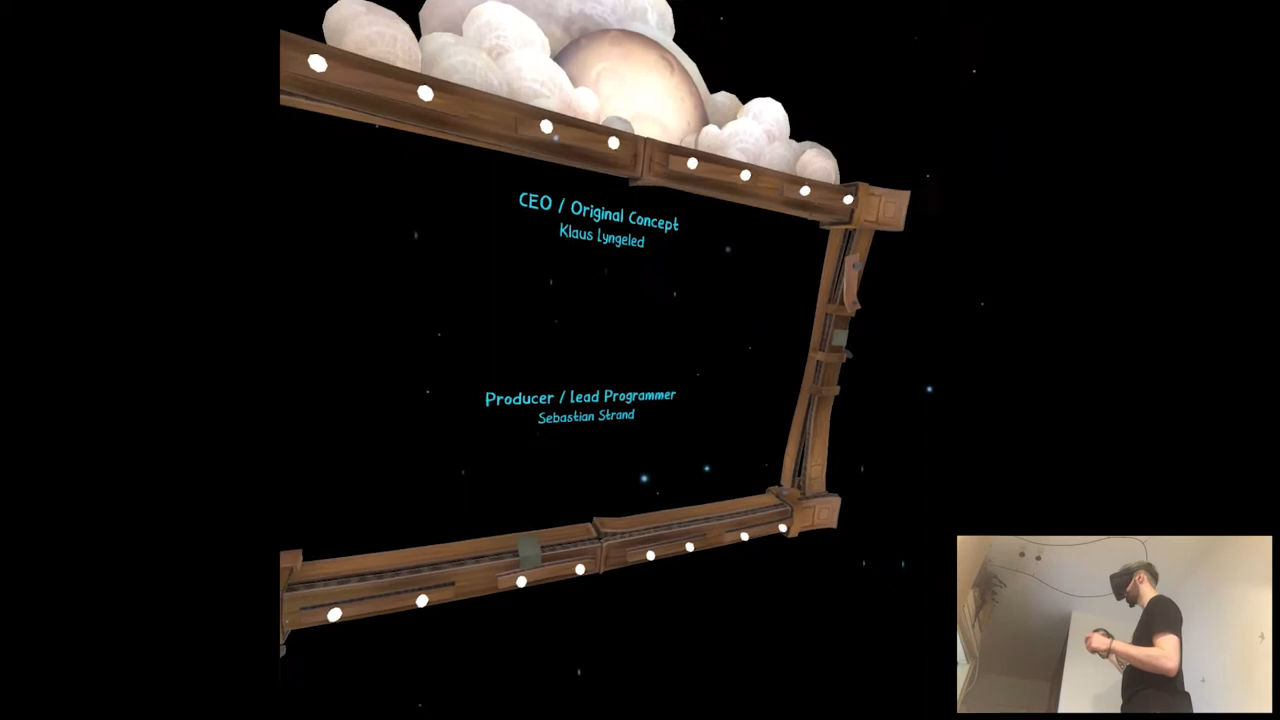 CEO / Original Concept
Klaus Lyngeled
Producer / Lead Programmer
Sebastian Strand